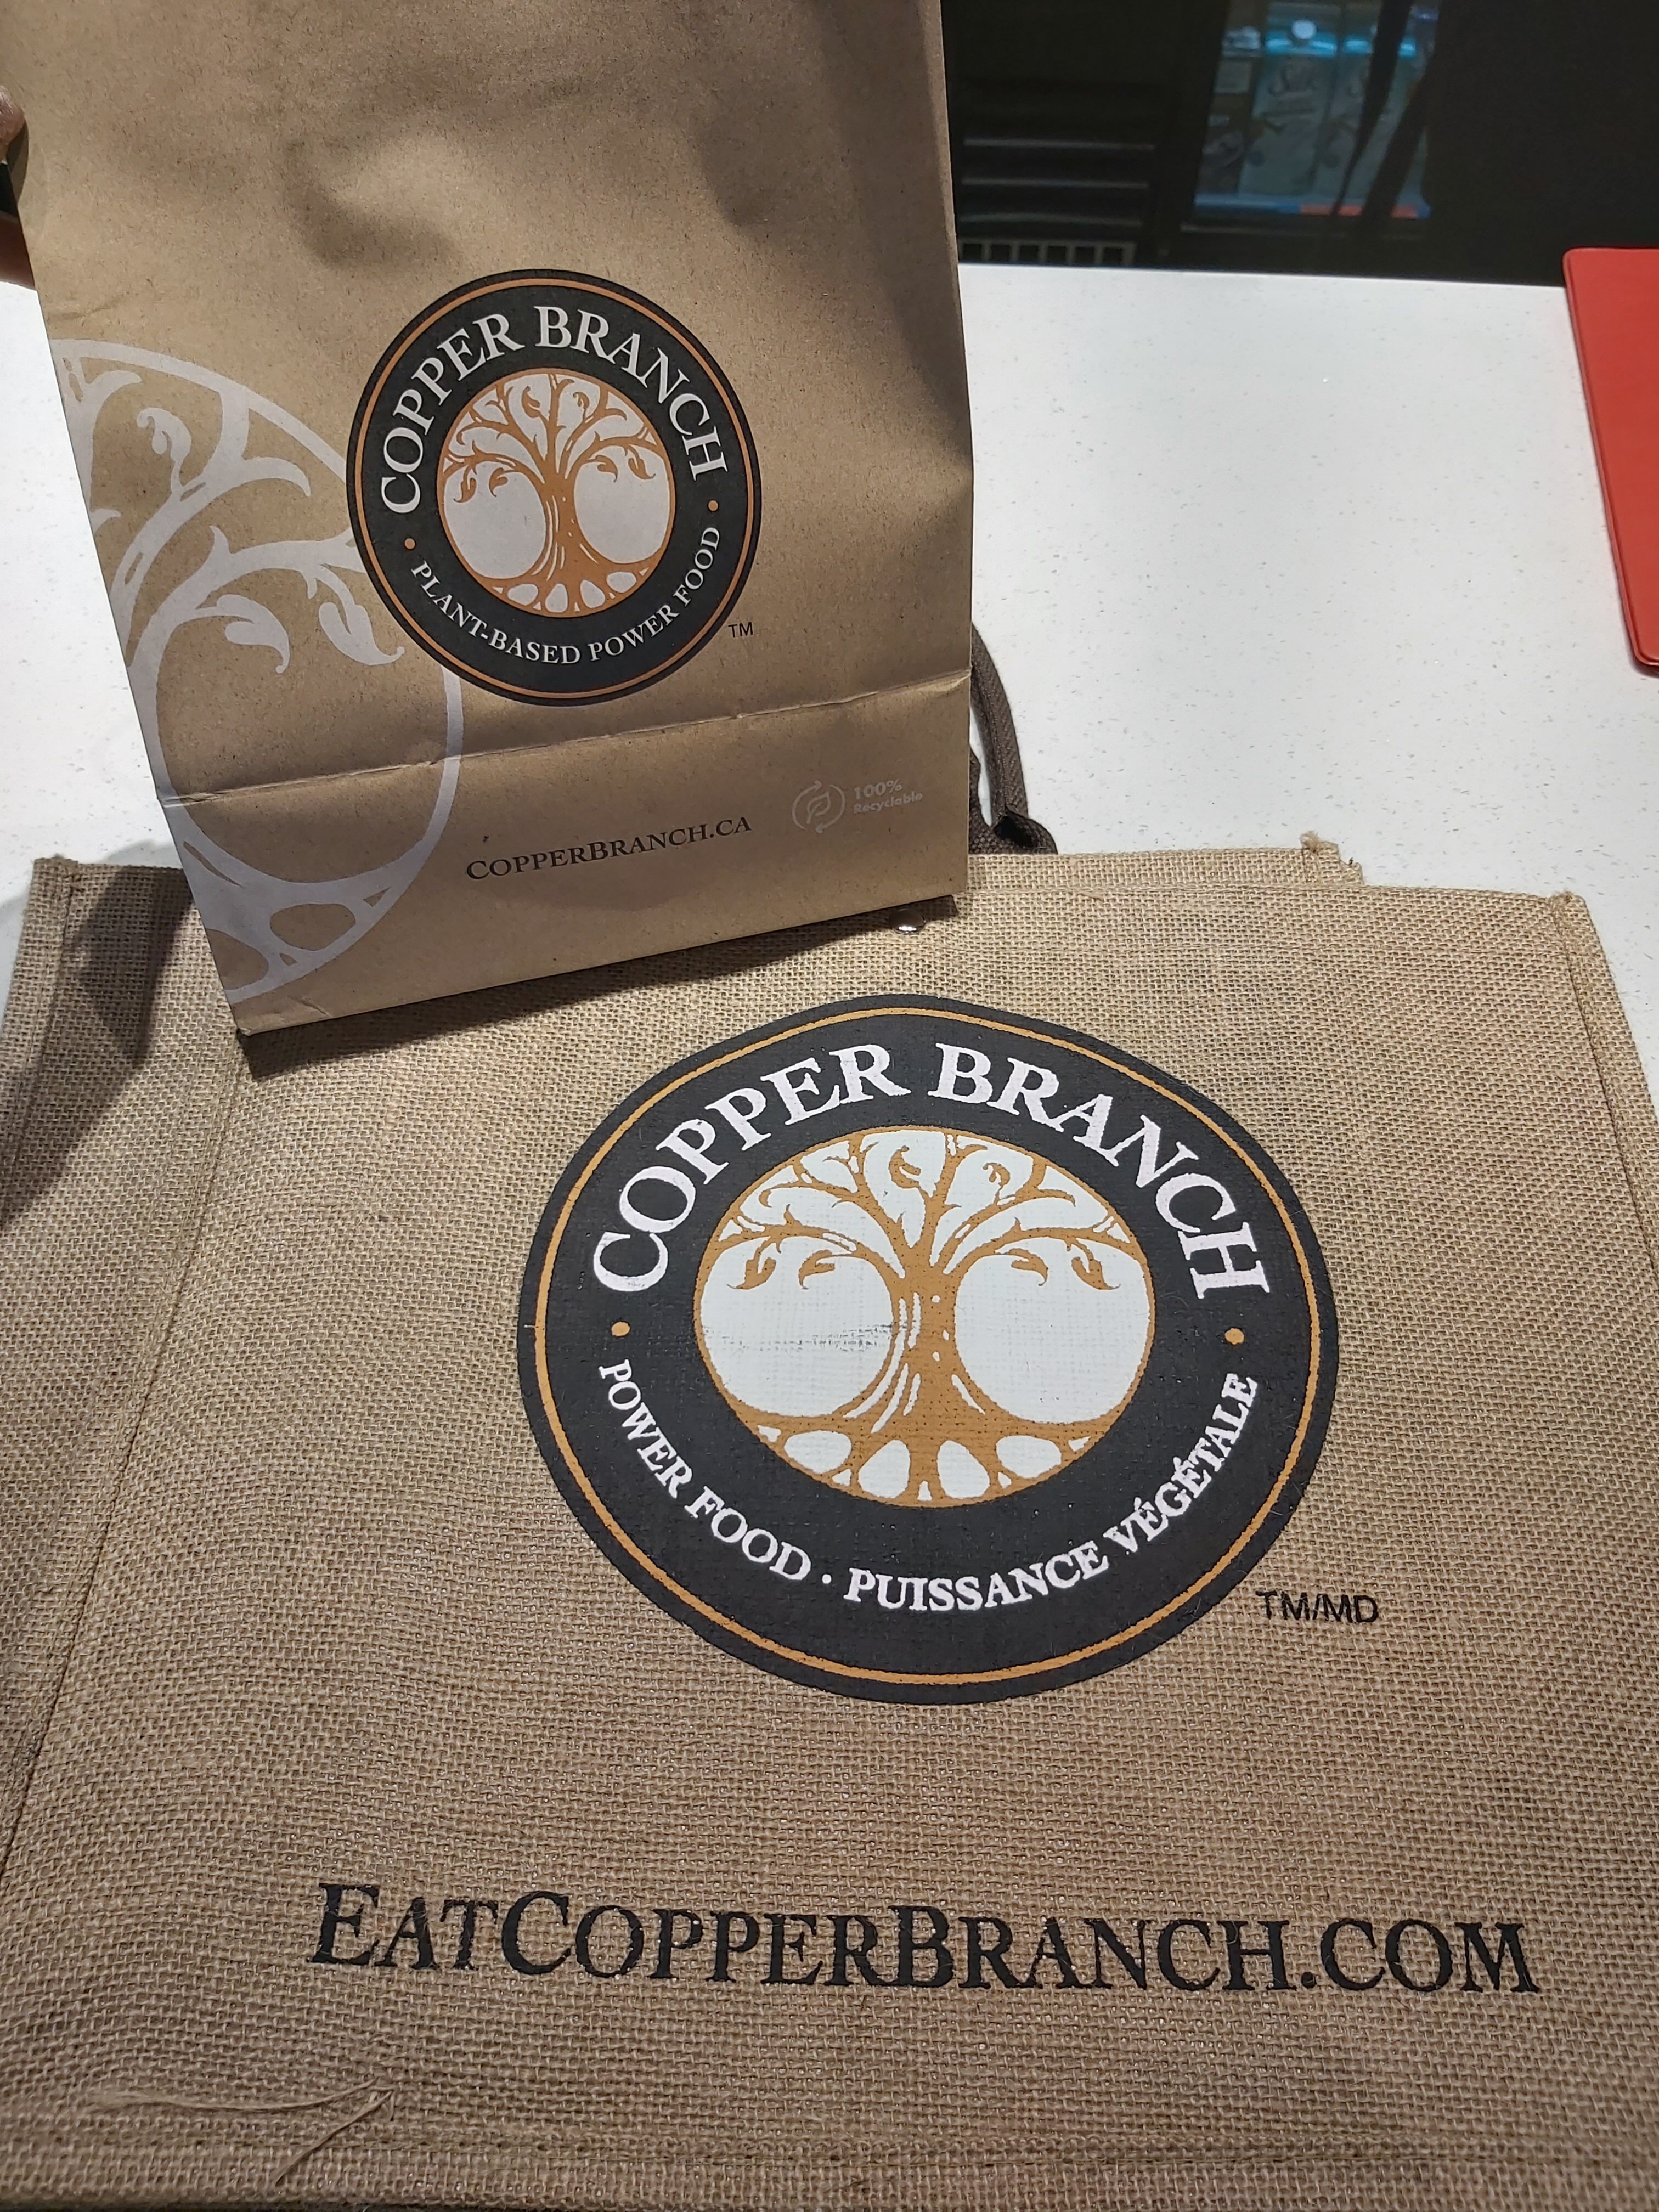 COPPER BRANCH
PLANT-BASED POWER FOOD
TM
COPPERBRANCH.CA
100%
Recyclable
COPPER BRANCH
POWER FOOD · PUISSANCE VÉGÉTALE
TM/MD
EATCOPPERBRANCH.COM